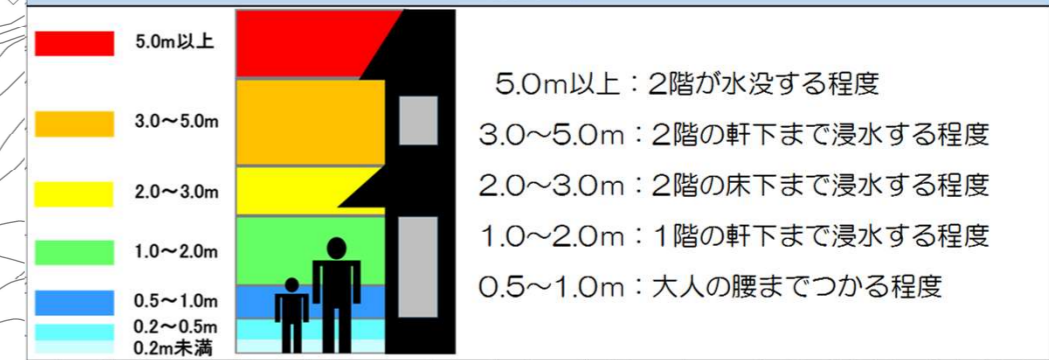 5.0m以上
3.0～5.0m
2.0～3.0m
1.0～2.0m
0.5～1.0m
0.2～0.5m
0.2m未満
5.0m以上：2階が水没する程度
3.0～5.0m：2階の軒下まで浸水する程度
2.0～3.0m：2階の床下まで浸水する程度
1.0～2.0m：1階の軒下まで浸水する程度
0.5～1.0m：大人の腰までつかる程度